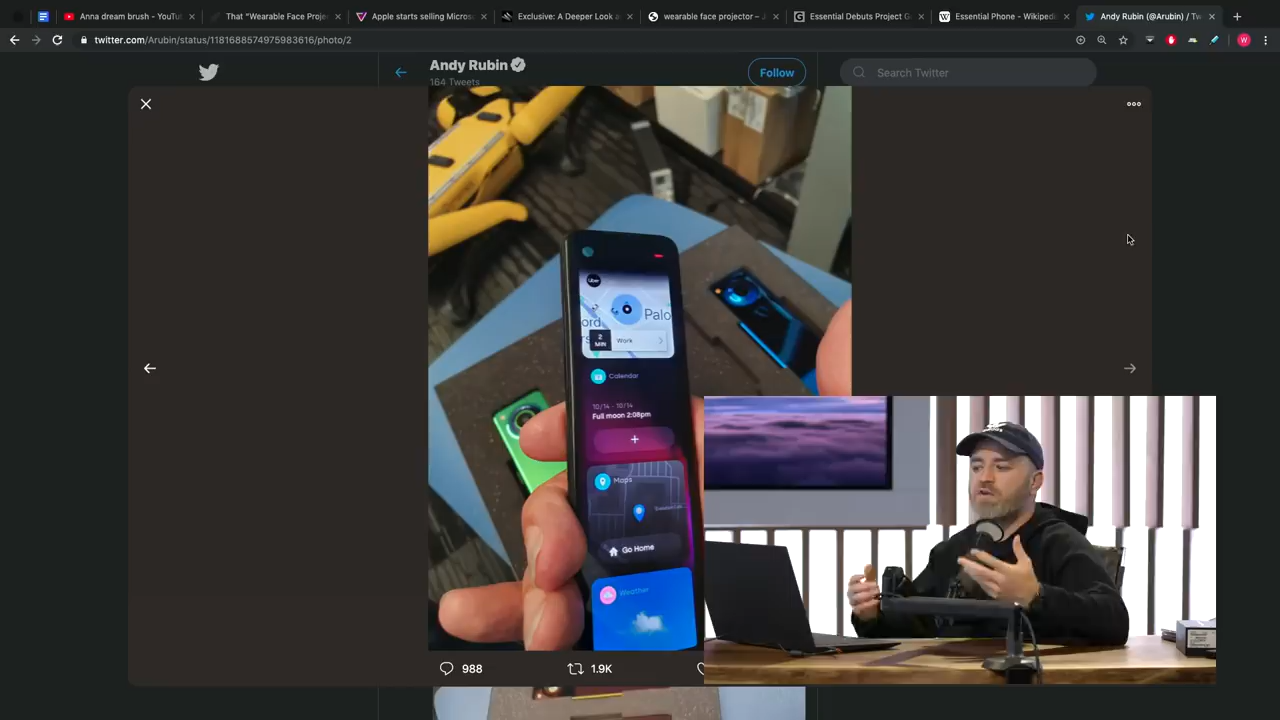 Anna dream brush - YouTu
That "Wearable Face Proje
Apple starts selling Micros
Exclusive: A Deeper Look a
wearable face projector -
Essential Debuts Project G
Essential Phone - Wikiped
Andy Rubin (@Arubin) / Tw
twitter.com/Arubin/status/1181688574975983616/photo/2
W
Andy Rubin
164 Tweets
Follow
Search Twitter
Uber
Palo
ord
2
MIN
Work
Calendar
10/14 - 10/14
Full moon 2:08pm
Maps
Go Home
Weather
988
1.9K